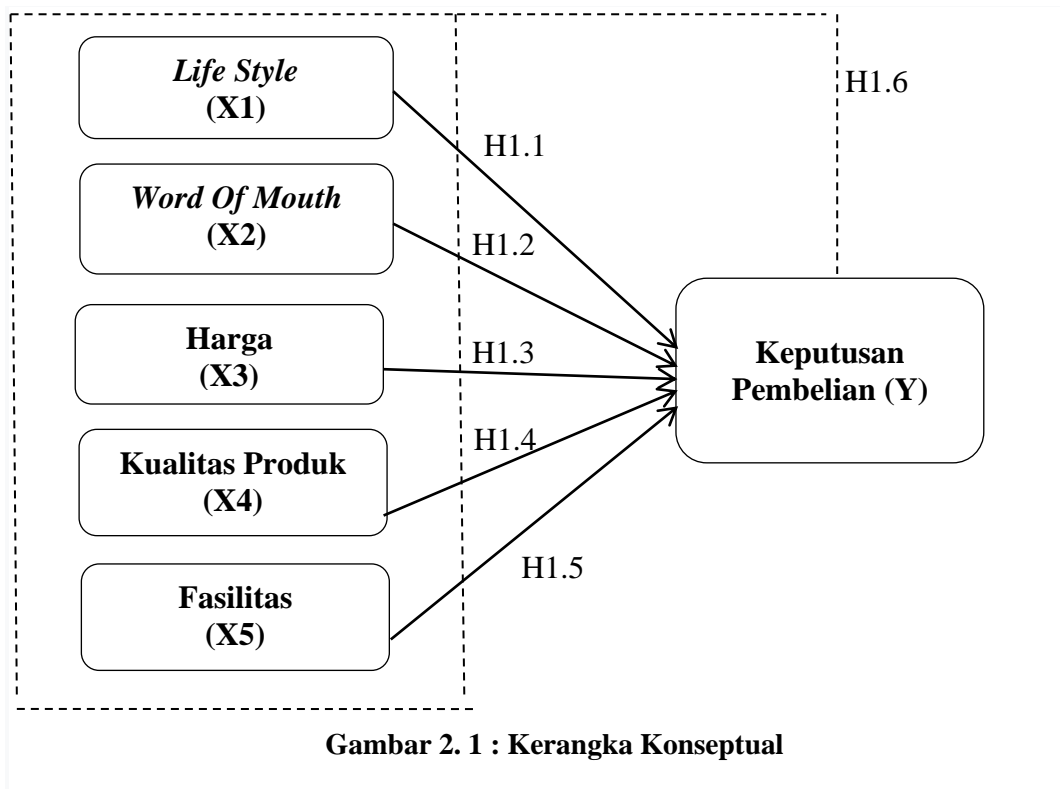 Life Style
(X1)
H1.6
H1.1
Word Of Mouth
(X2)
H1.2
Harga
(X3)
H1.3
Keputusan
Pembelian (Y)
Kualitas Produk
(X4)
H1.4
H1.5
Fasilitas
(X5)
Gambar 2. 1 : Kerangka Konseptual